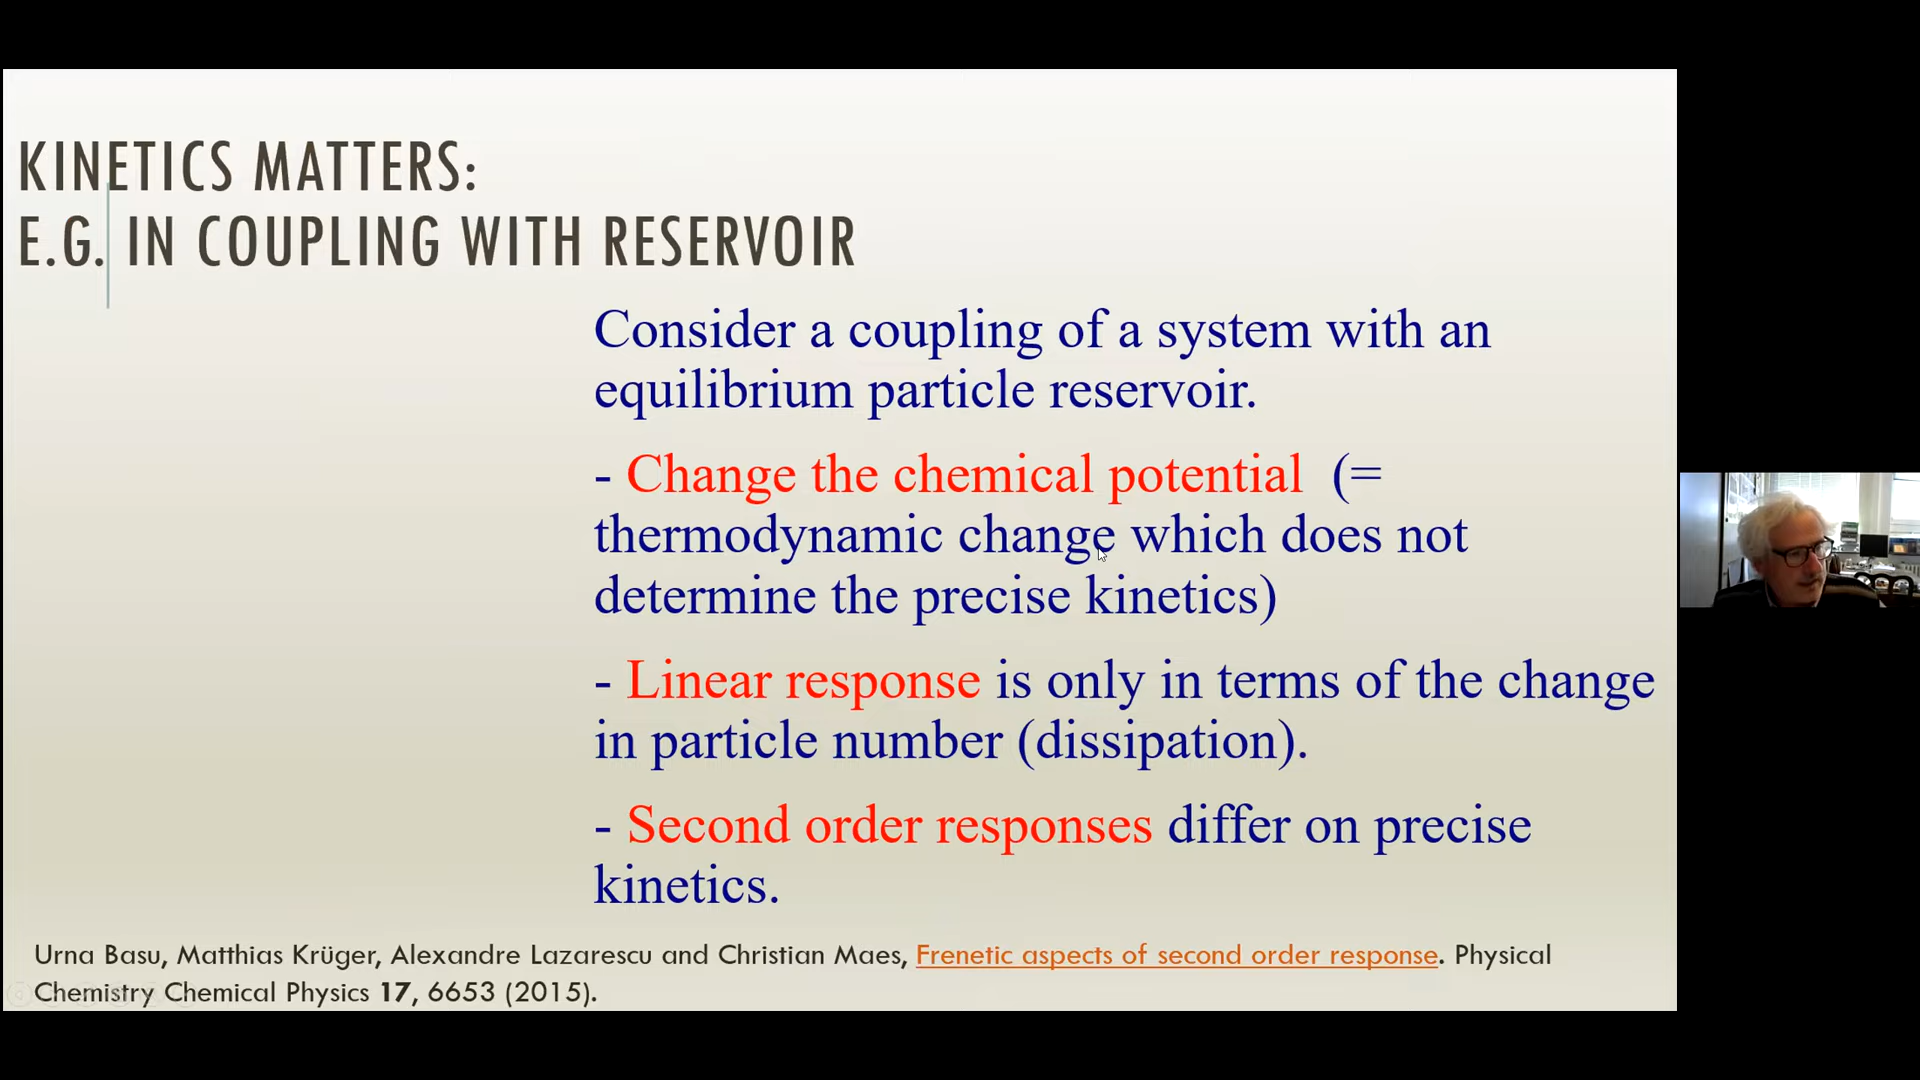 KINETICS MATTERS:
E.G. IN COUPLING WITH RESERVOIR
Consider a coupling of a system with an
equilibrium particle reservoir.
- Change the chemical potential (=
thermodynamic change which does not
determine the precise kinetics)
- Linear response is only in terms of the change
in particle number (dissipation).
- Second order responses differ on precise
kinetics.
Urna Basu, Matthias Krüger, Alexandre Lazarescu and Christian Maes, Frenetic aspects of second order response. Physical
Chemistry Chemical Physics 17, 6653 (2015).